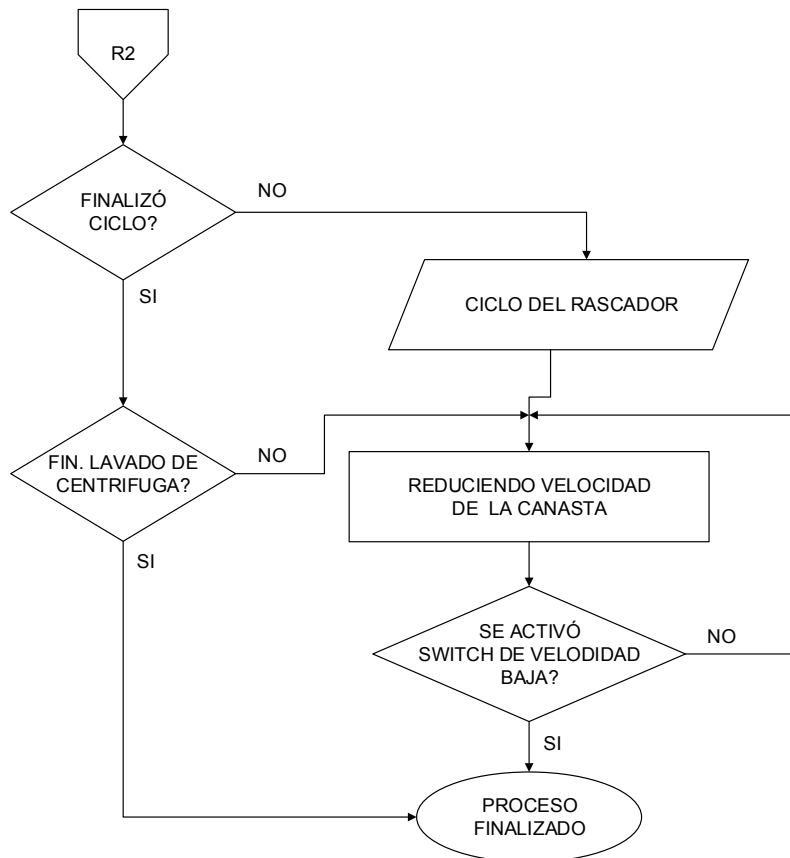 R2
FINALIZÓ
CICLO?
NO
SI
CICLO DEL RASCADOR
FIN. LAVADO DE
CENTRIFUGA?
NO
SI
REDUCIENDO VELOCIDAD
DE LA CANASTA
SE ACTIVÓ
SWITCH DE VELODIDAD
BAJA?
NO
SI
PROCESO
FINALIZADO